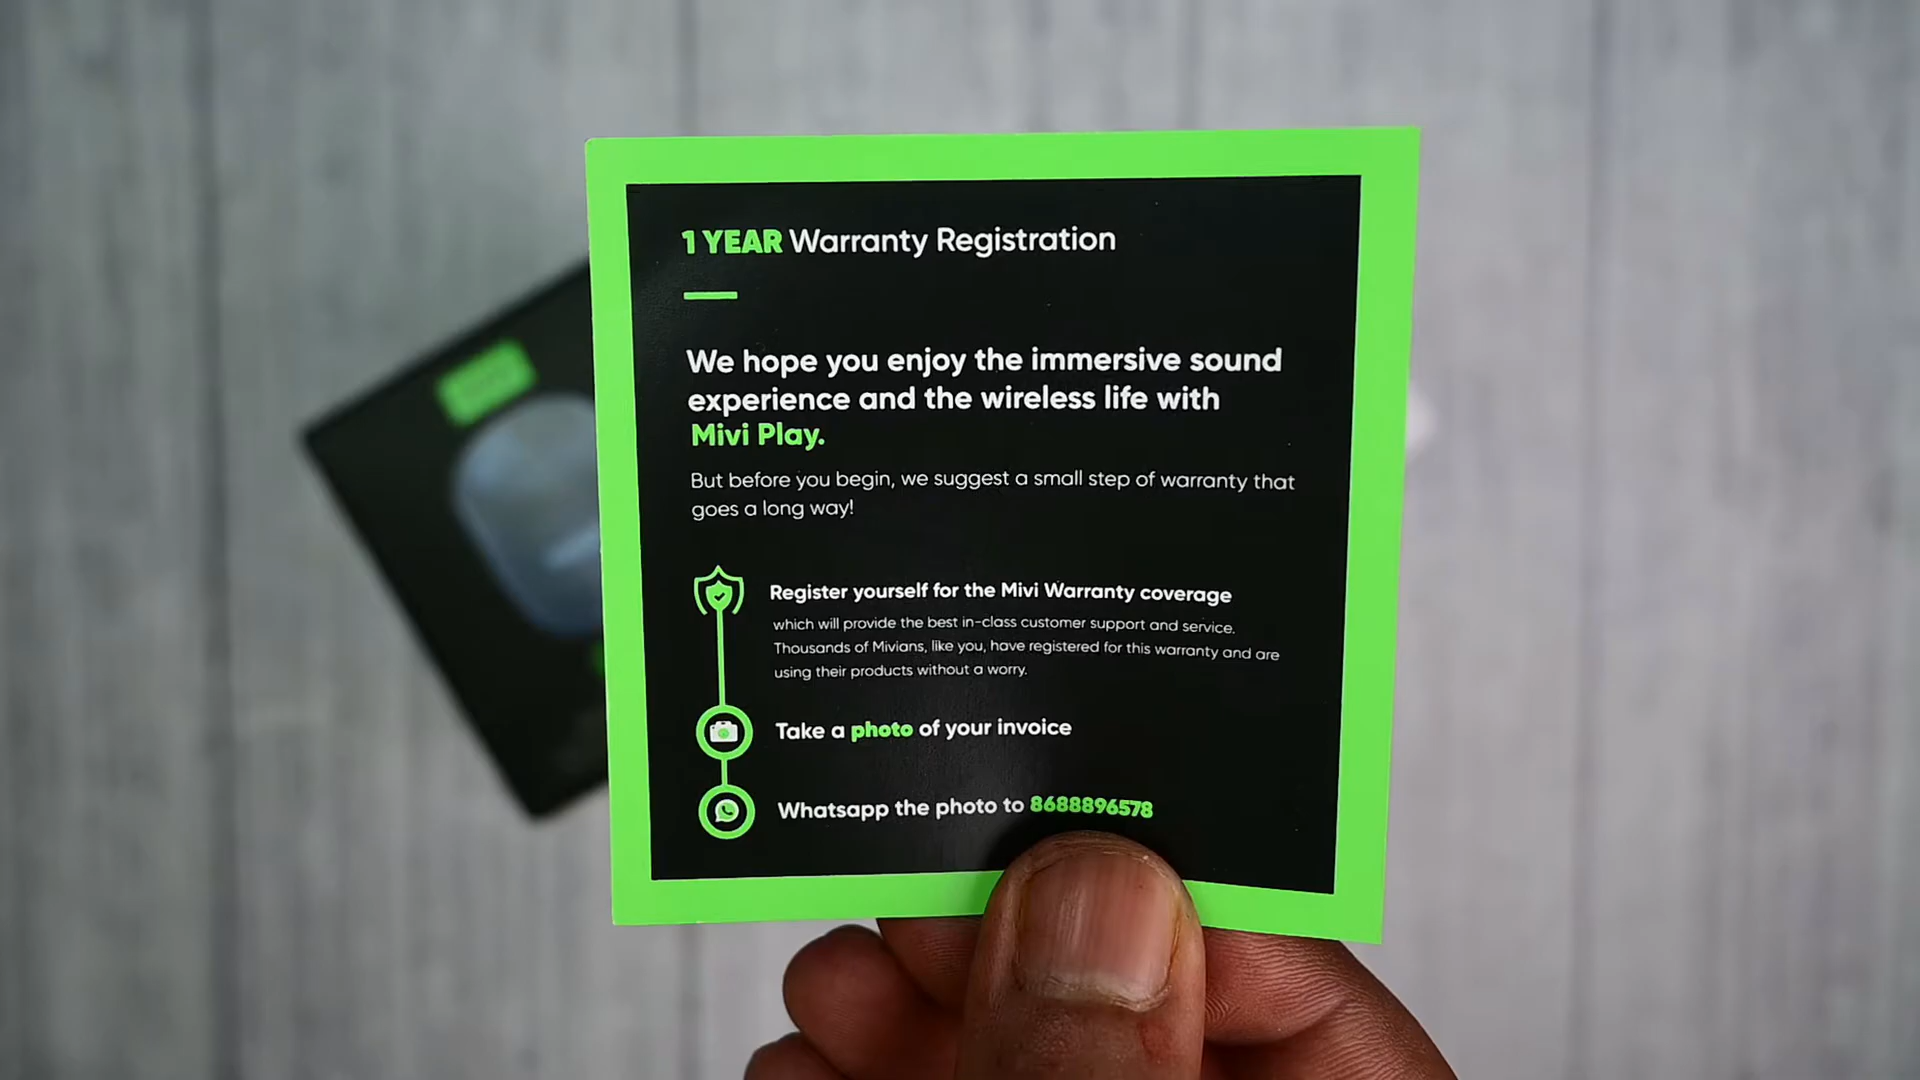 1 YEAR Warranty Registration
We hope you enjoy the immersive sound
experience and the wireless life with
Mivi Play.
But before you begin, we suggest a small step of warranty that
goes a long way!
Register yourself for the Mivi Warranty coverage
which will provide the best in-class customer support and service.
Thousands of Mivians, like you, have registered for this warranty and are
using their products without a worry.
Take a photo of your invoice
Whatsapp the photo to 8688896578